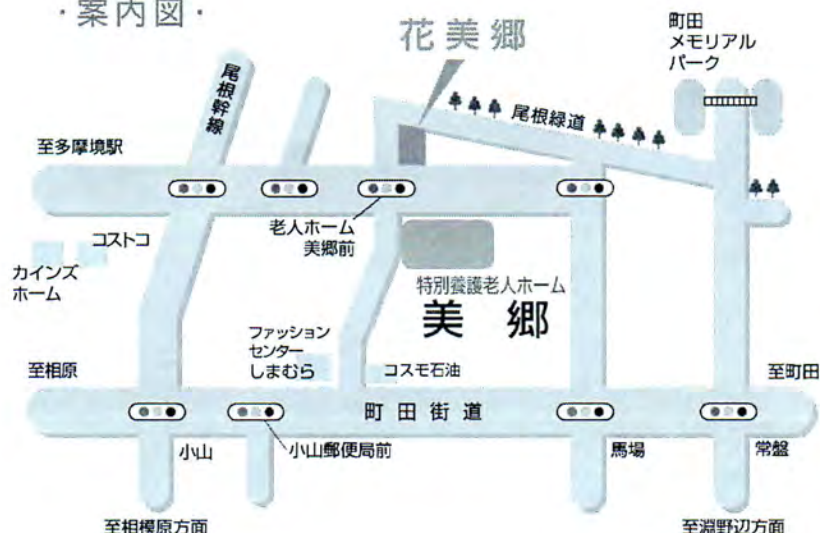 ・案内図・
花美郷
町田
メモリアル
パーク
尾根幹線
尾根緑道
至多摩境駅
老人ホーム
美郷前
コストコ
カインズ
ホーム
特別養護老人ホーム
美郷
ファッション
センター
しまむら
コスモ石油
至相原
至町田
町田街道
小山
小山郵便局前
馬場
常盤
至相模原方面
至淵野辺方面